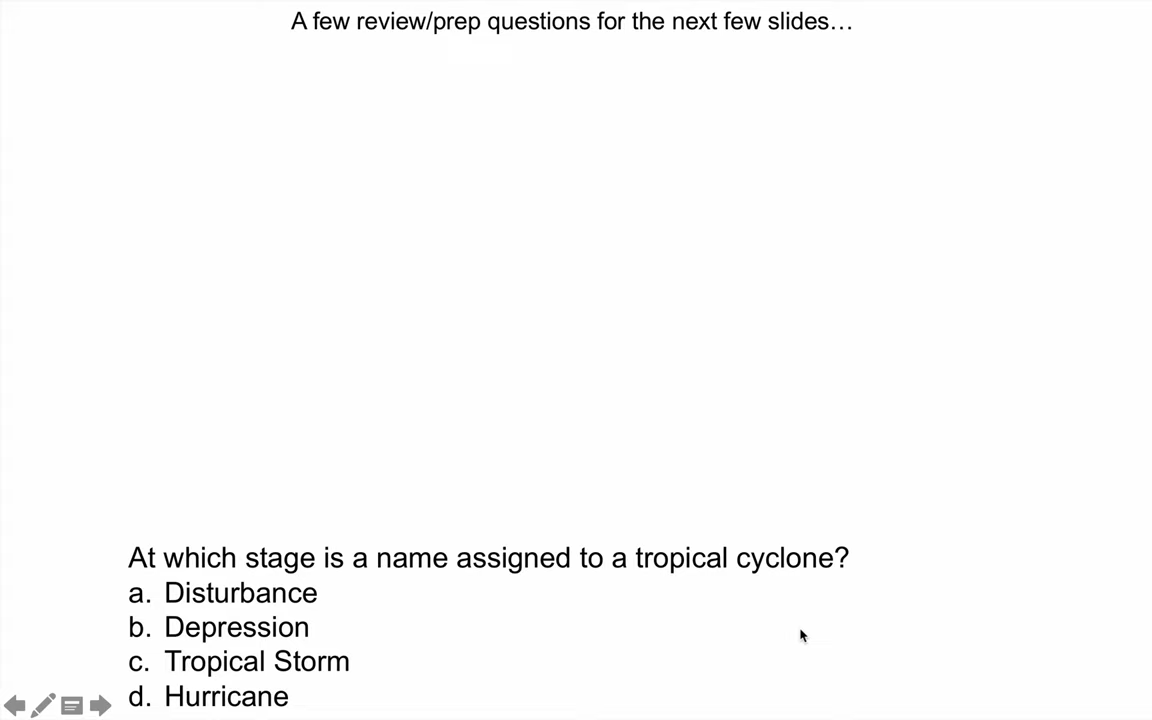 A few review/prep questions for the next few slides…
At which stage is a name assigned to a tropical cyclone?
a. Disturbance
b. Depression
c. Tropical Storm
d. Hurricane